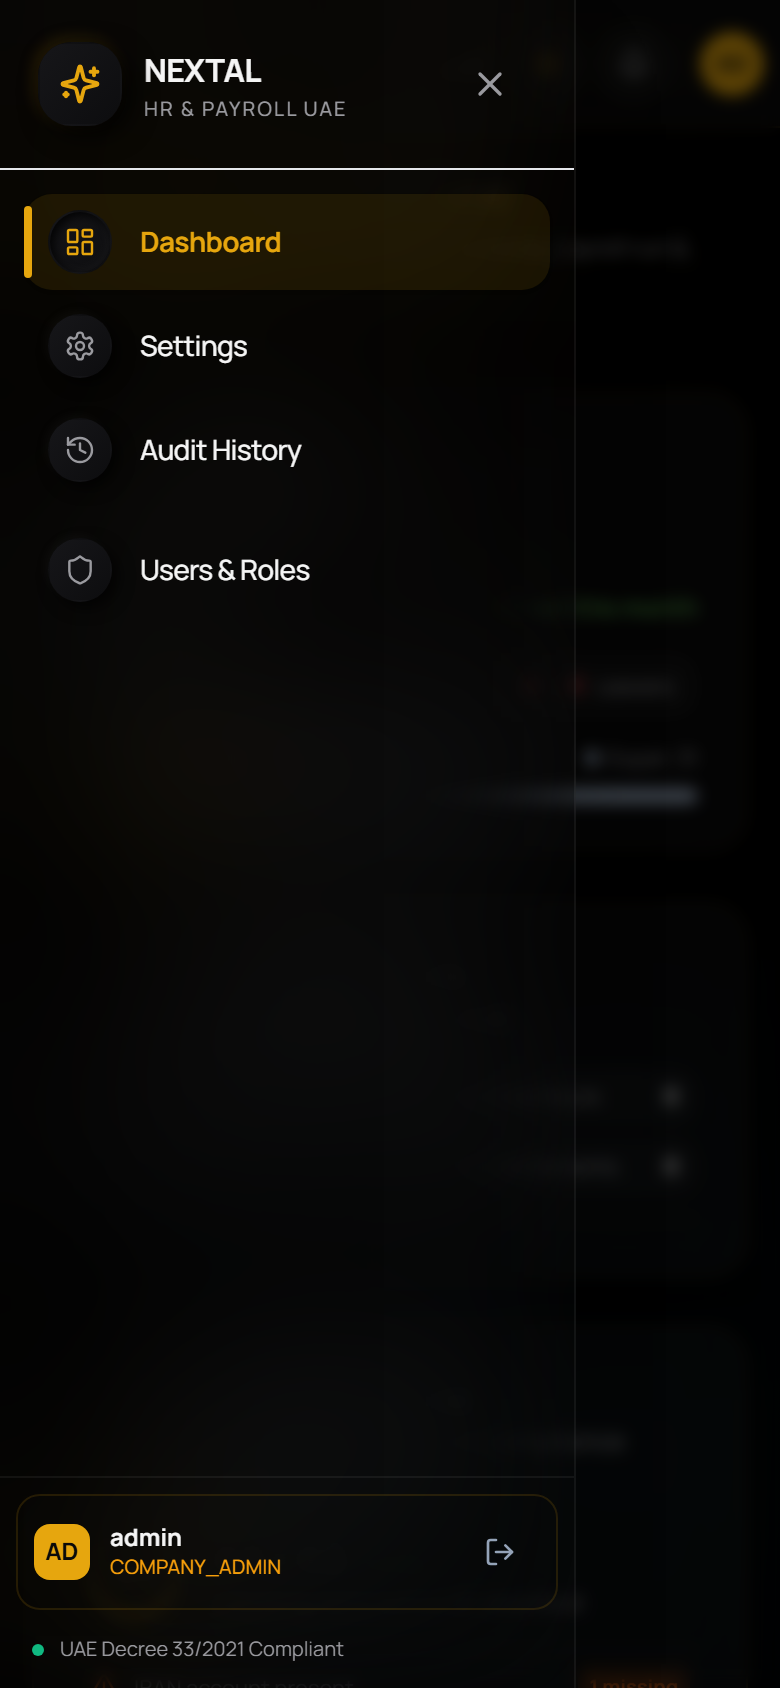 NEXTAL
HR & PAYROLL UAE
Dashboard
Settings
Audit History
Users & Roles
AD
admin
COMPANY_ADMIN
UAE Decree 33/2021 Compliant